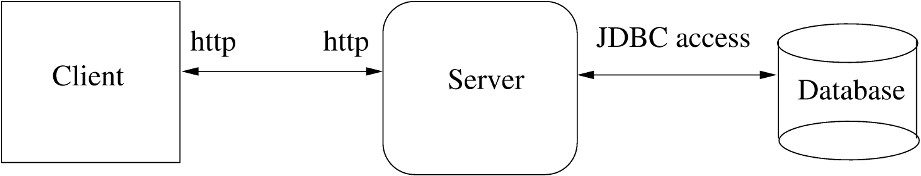 http
http
JDBC access
Client
Server
Database